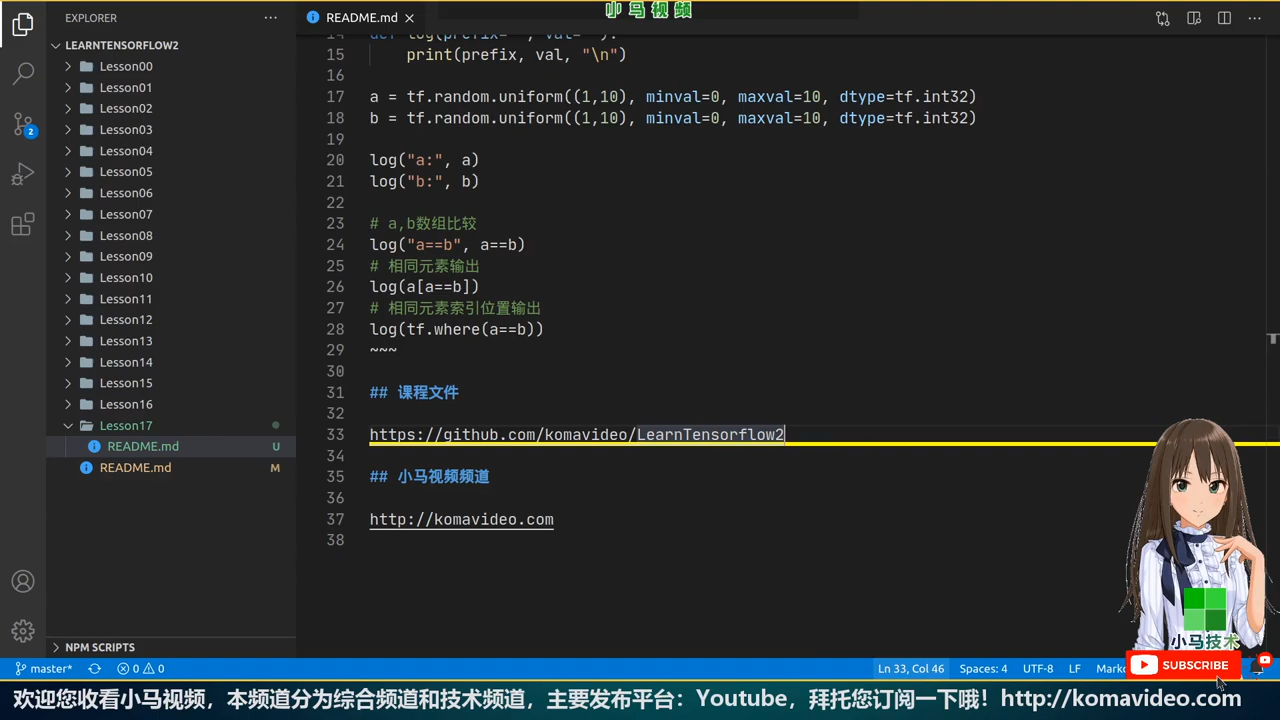 小马视频
EXPLORER
README.md
LEARNTENSORFLOW2
Lesson00
Lesson01
Lesson02
Lesson03
Lesson04
Lesson05
Lesson06
Lesson07
Lesson08
Lesson09
Lesson10
Lesson11
Lesson12
Lesson13
Lesson14
Lesson15
Lesson16
Lesson17
README.md U
README.md M
NPM SCRIPTS
2
15 print(prefix, val, "\n")
16
17 a = tf.random.uniform((1,10), minval=0, maxval=10, dtype=tf.int32)
18 b = tf.random.uniform((1,10), minval=0, maxval=10, dtype=tf.int32)
19
20 log("a:", a)
21 log("b:", b)
22
23 # a,b数组比较
24 log("a==b", a==b)
25 # 相同元素输出
26 log(a[a==b])
27 # 相同元素索引位置输出
28 log(tf.where(a==b))
29 ~~~
30
31 ## 课程文件
32
33 https://github.com/komavideo/LearnTensorflow2
34
35 ## 小马视频频道
36
37 http://komavideo.com
38
小马技术
SUBSCRIBE
master* 0 0 Ln 33, Col 46 Spaces: 4 UTF-8 LF
欢迎您收看小马视频，本频道分为综合频道和技术频道，主要发布平台：Youtube，拜托您订阅一下哦！http://komavideo.com